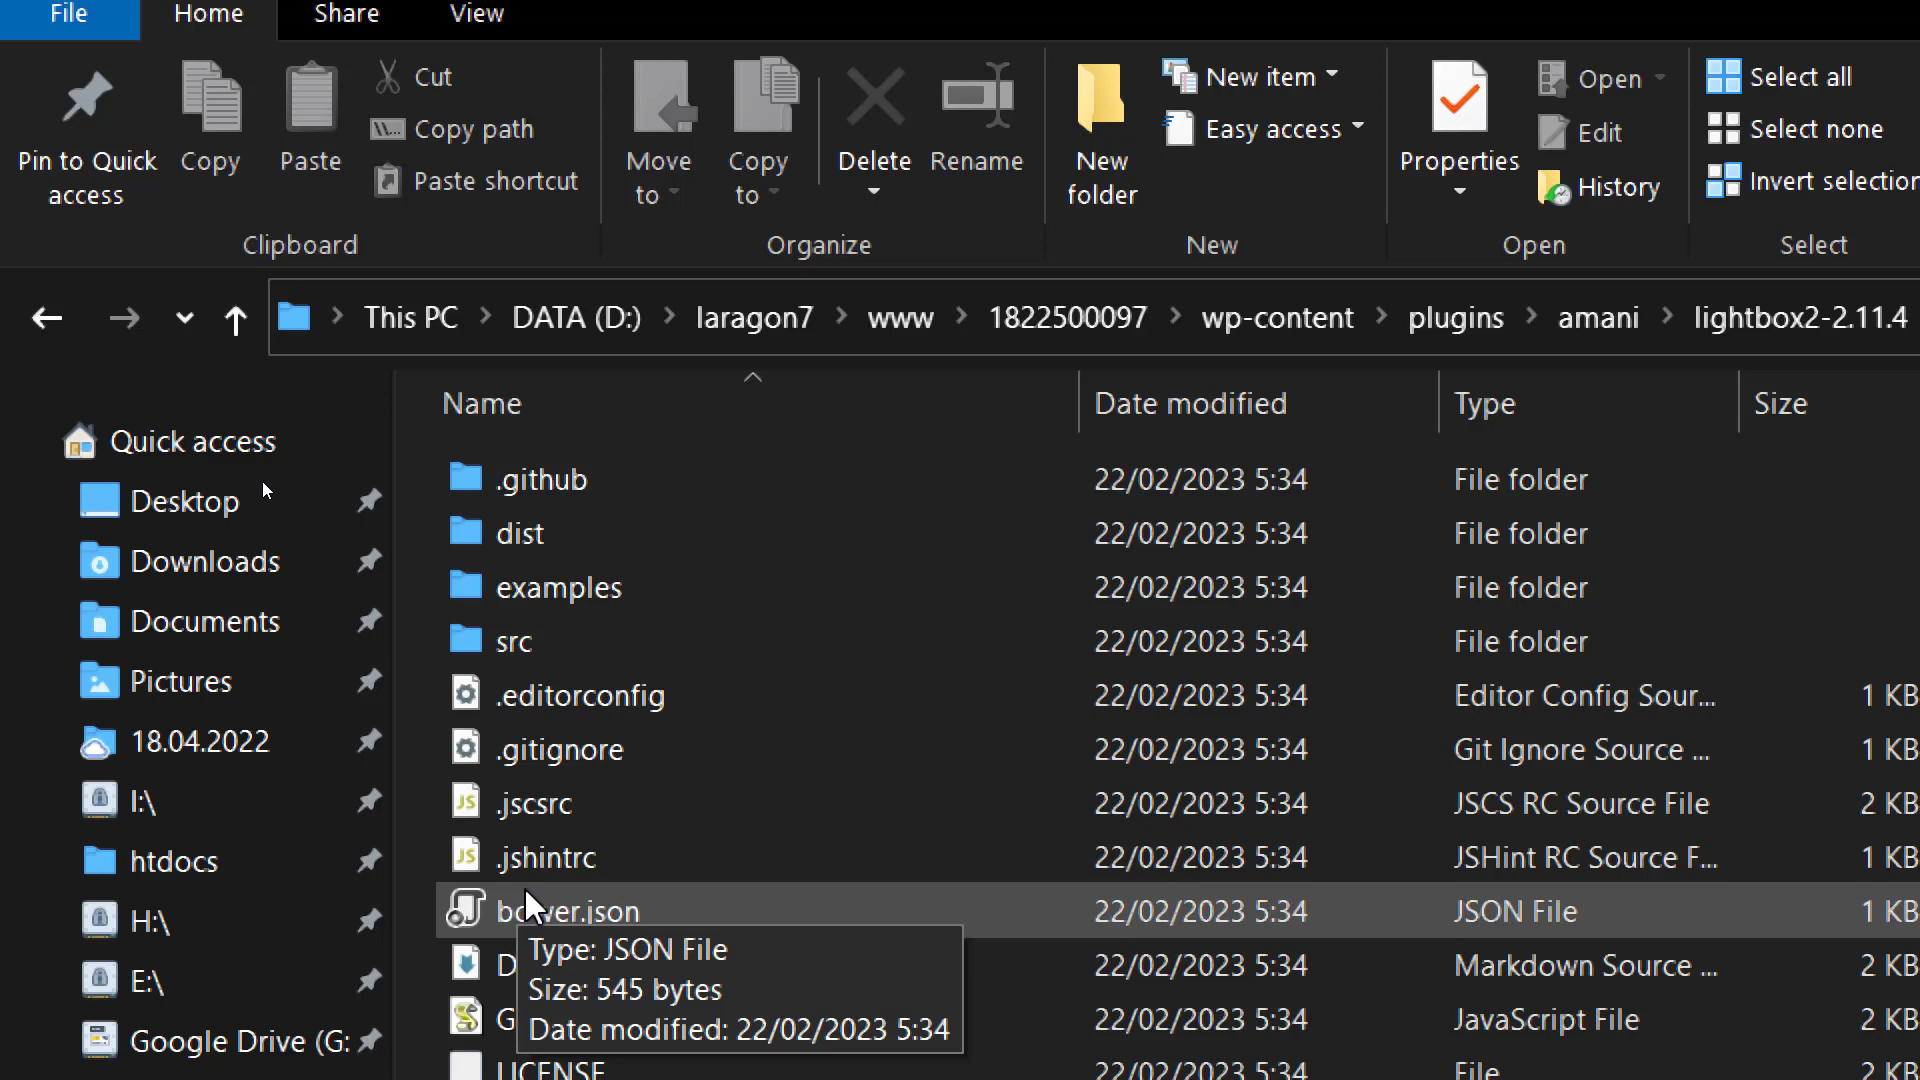 File Home Share View
Pin to Quick access
Copy
Paste
Cut
Copy path
Paste shortcut
Clipboard
Move to
Copy to
Delete
Rename
Organize
New folder
New item
Easy access
New
Properties
Open
Edit
History
Open
Select all
Select none
Invert selection
Select
This PC > DATA (D:) > laragon7 > www > 1822500097 > wp-content > plugins > amani > lightbox2-2.11.4
Quick access
Desktop
Downloads
Documents
Pictures
18.04.2022
I:\
htdocs
H:\
E:\
Google Drive (G:
Name Date modified Type Size
.github 22/02/2023 5:34 File folder
dist 22/02/2023 5:34 File folder
examples 22/02/2023 5:34 File folder
src 22/02/2023 5:34 File folder
.editorconfig 22/02/2023 5:34 Editor Config Sour... 1 KB
.gitignore 22/02/2023 5:34 Git Ignore Source ... 1 KB
.jscsrc 22/02/2023 5:34 JSCS RC Source File 2 KB
.jshintrc 22/02/2023 5:34 JSHint RC Source F... 1 KB
bower.json 22/02/2023 5:34 JSON File 1 KB
D 22/02/2023 5:34 Markdown Source ... 2 KB
G 22/02/2023 5:34 JavaScript File 2 KB
LICENSE 22/02/2023 5:34 File 2 KB
Type: JSON File
Size: 545 bytes
Date modified: 22/02/2023 5:34